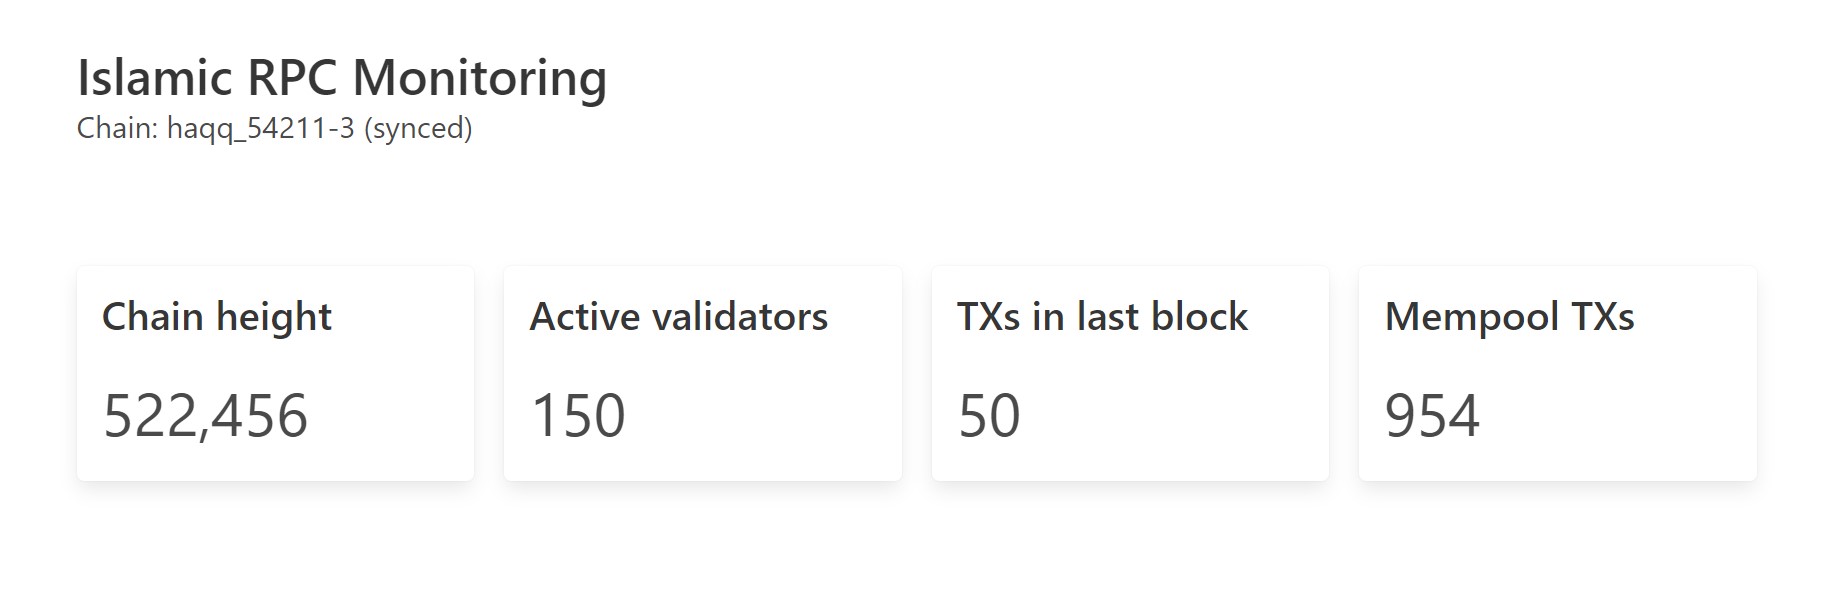 Islamic RPC Monitoring
Chain: haqq_54211-3 (synced)
Chain height
522,456
Active validators
150
TXs in last block
50
Mempool TXs
954